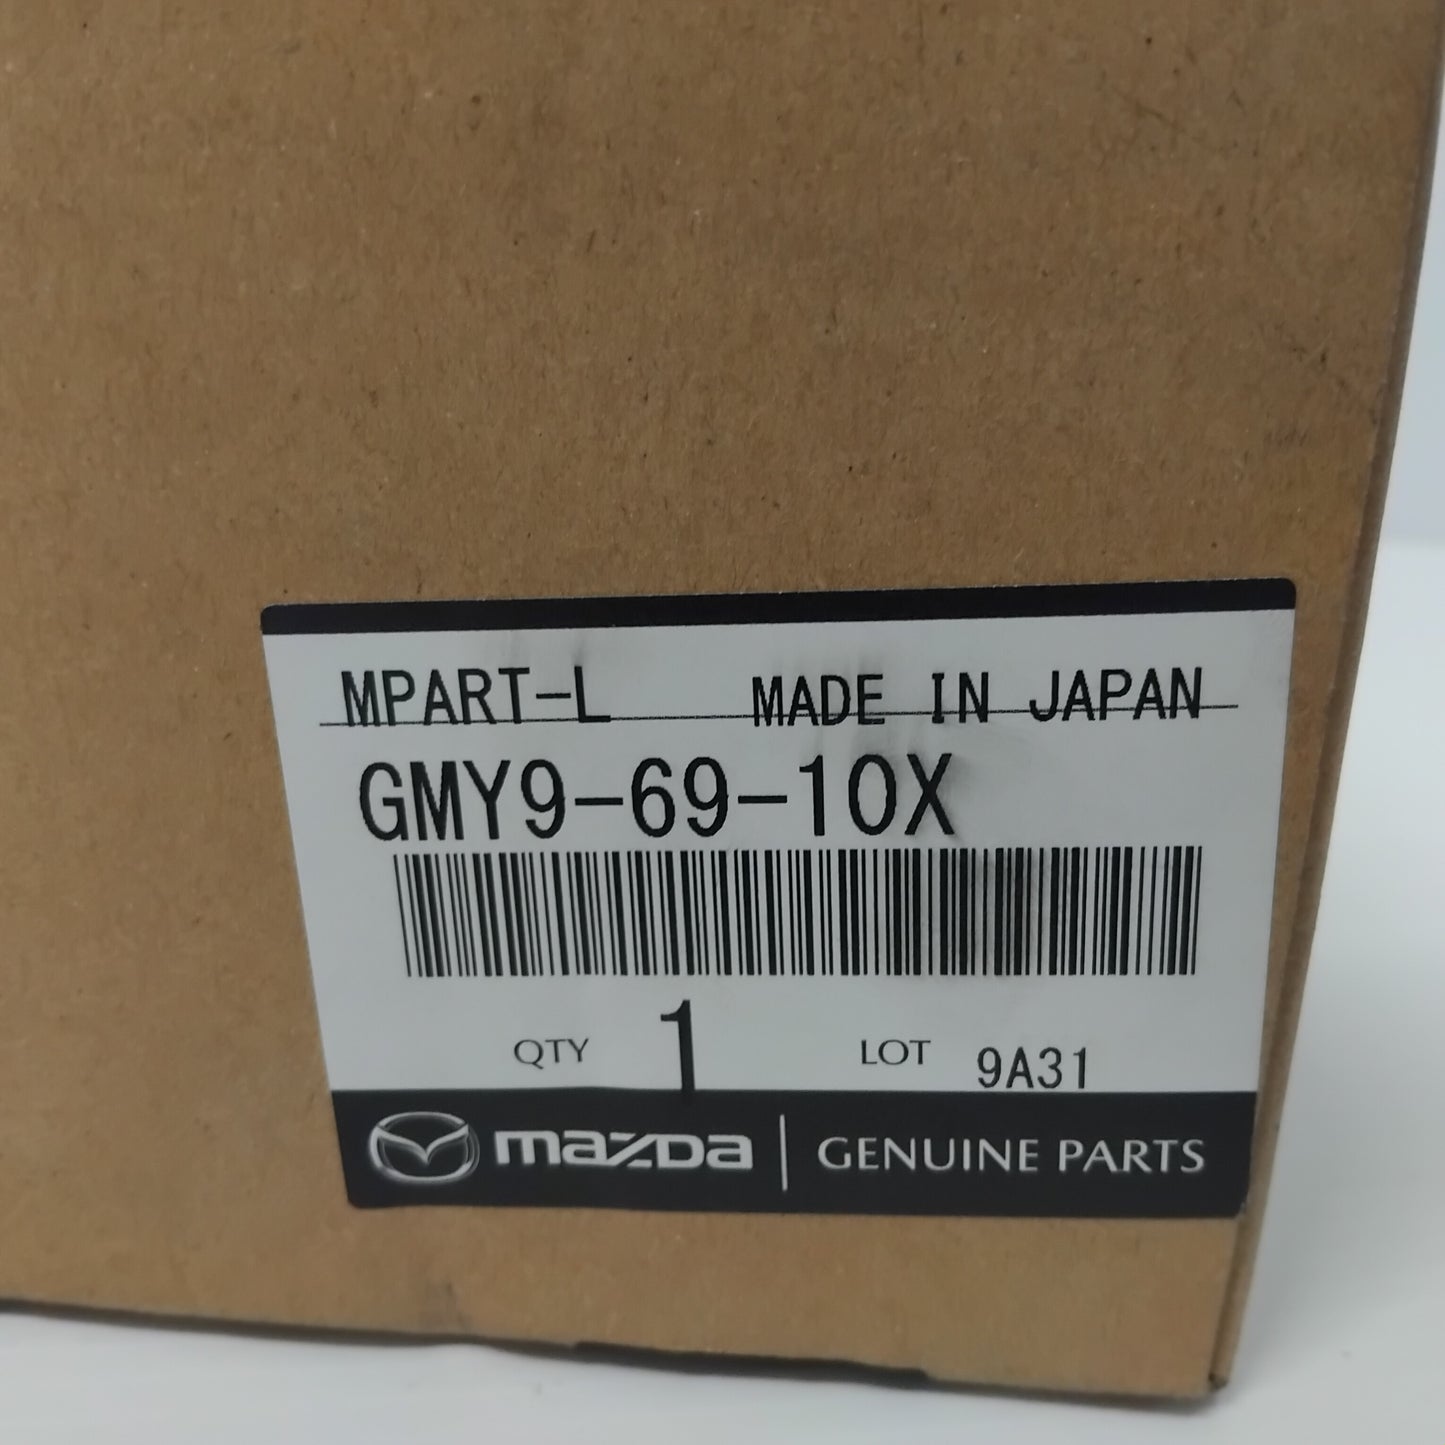 MPART-L MADE IN JAPAN
GMY9-69-10X
QTY 1 LOT 9A31
mazda GENUINE PARTS